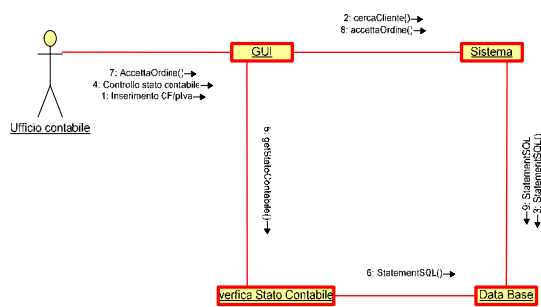 2: cercaCliente()
8: accettaOrdine()
GUI
Sistema
7: AccettaOrdine()
4: Controllo stato contabile
1: Inserimento CF/pIva
Ufficio contabile
5: getStatoContabile()
9: StatementSQL
3: StatementSQL()
6: StatementSQL()
verfica Stato Contabile
Data Base